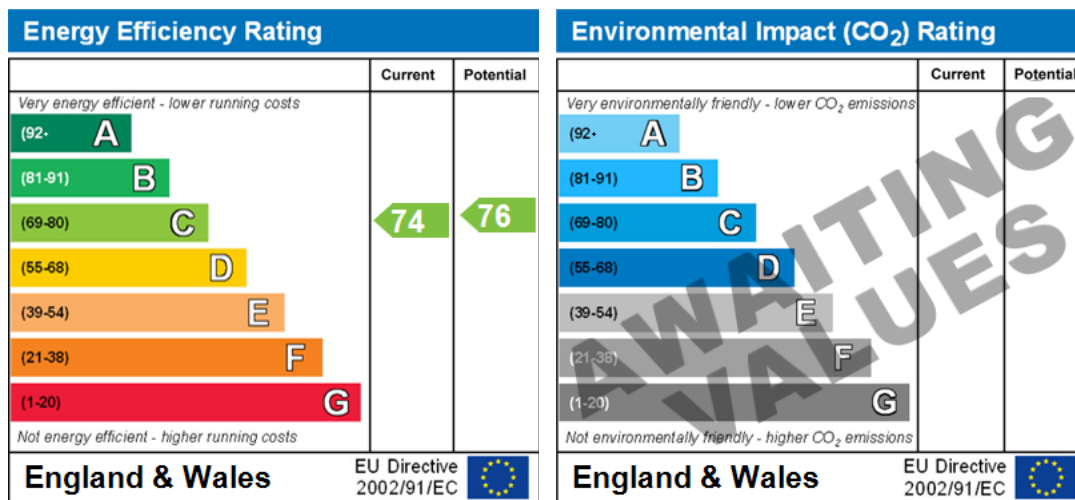 Energy Efficiency Rating
Current Potential
Very energy efficient - lower running costs
(92- A
(81-91) B
(69-80) C 74 76
(55-68) D
(39-54) E
(21-38) F
(1-20) G
Not energy efficient - higher running costs
England & Wales
EU Directive
2002/91/EC
Environmental Impact (CO₂) Rating
Current Potential
Very environmentally friendly - lower CO₂ emissions
(92- A
(81-91) B
(69-80) C
(55-68) D
(39-54) E
(21-38) F
(1-20) G
AWAITING
VALUES
Not environmentally friendly - higher CO₂ emissions
England & Wales
EU Directive
2002/91/EC